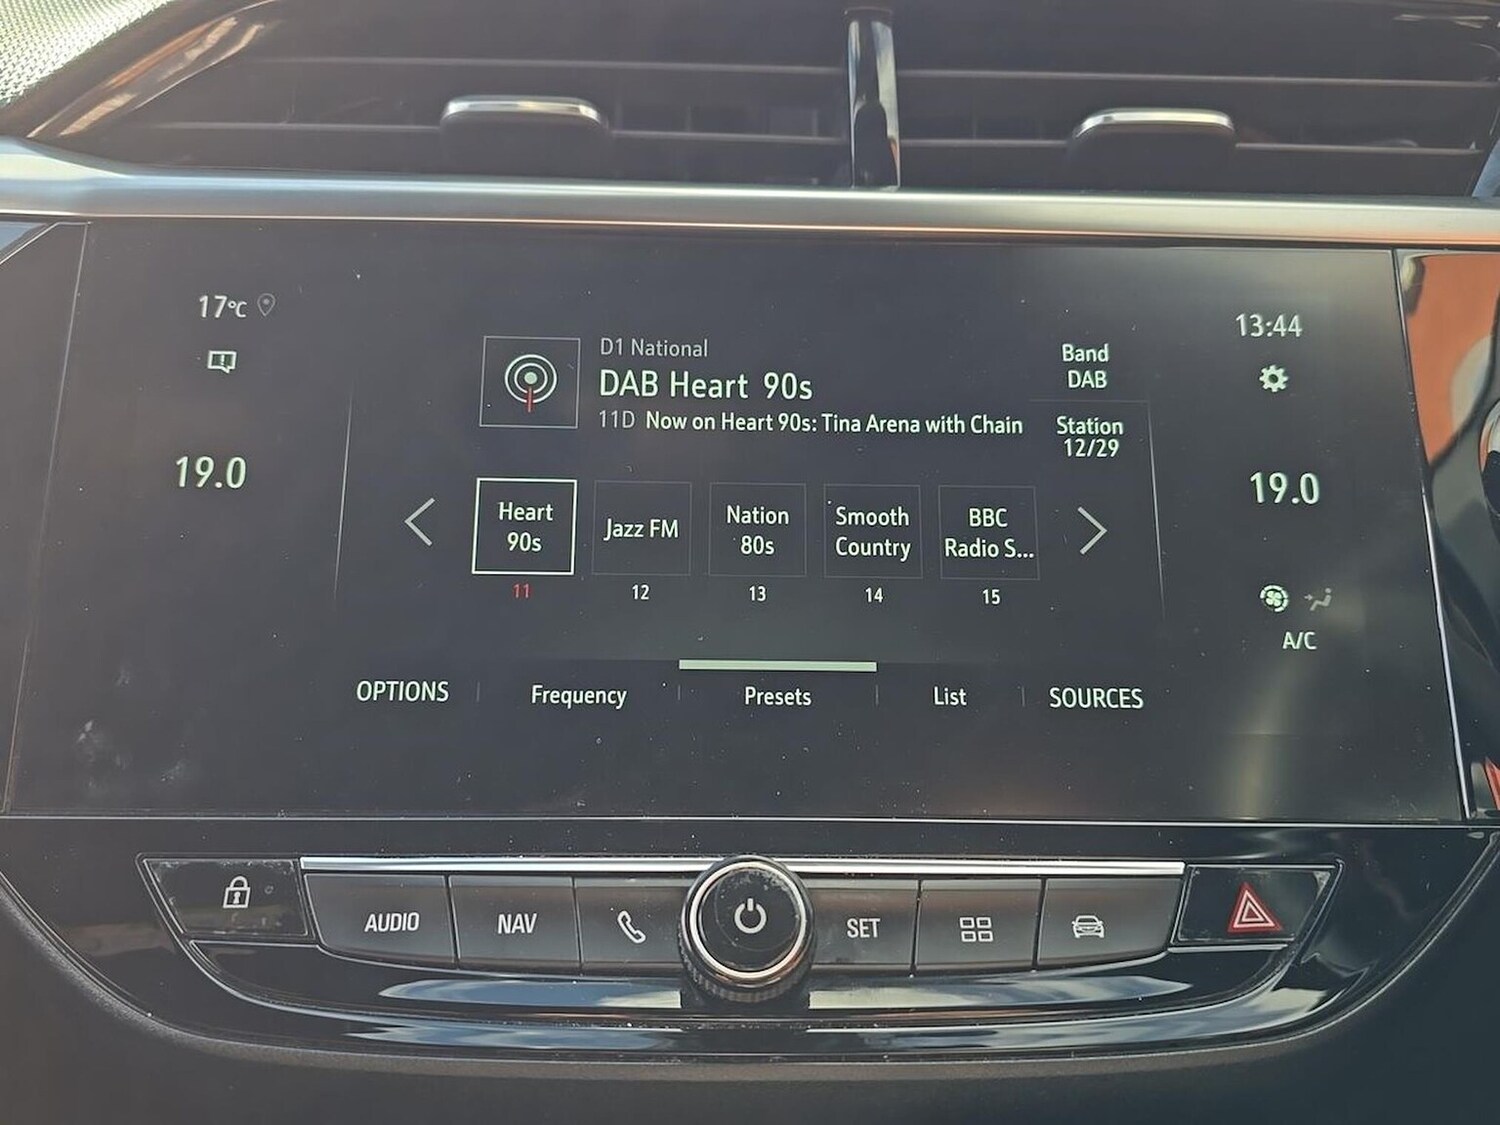 17°C
13:44
D1 National
DAB Heart 90s
11D Now on Heart 90s: Tina Arena with Chain
Band
DAB
Station
12/29
19.0
19.0
Heart
90s
Jazz FM
Nation
80s
Smooth
Country
BBC
Radio S...
11
12
13
14
15
A/C
OPTIONS
Frequency
Presets
List
SOURCES
AUDIO
NAV
SET